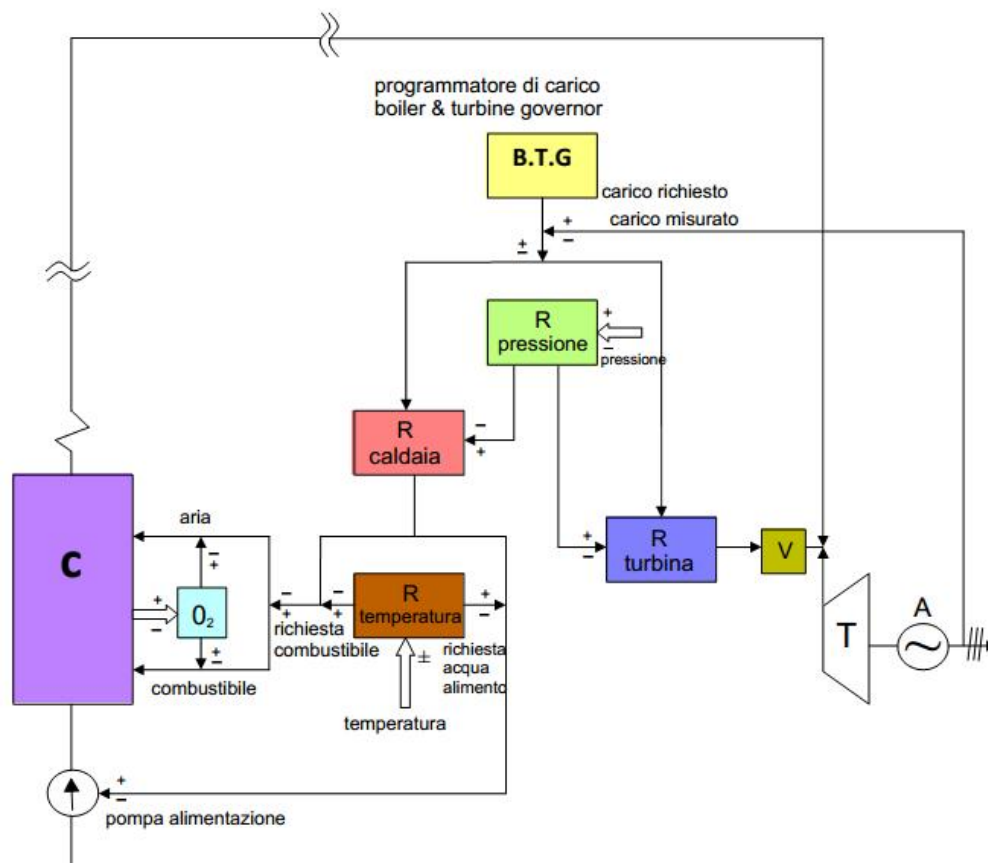 programmatore di carico
boiler & turbine governor
B.T.G
carico richiesto
+
−
carico misurato
±
R
pressione
+
−
pressione
R
caldaia
−
+
aria
C
−
+
+
−
O₂
+
−
combustibile
−
+
richiesta
combustibile
−
+
R
temperatura
+
−
±
richiesta
acqua
alimento
temperatura
+
−
R
turbina
V
T
A
+
−
pompa alimentazione